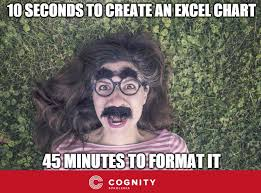 10 SECONDS TO CREATE AN EXCEL CHART
45 MINUTES TO FORMAT IT
COGNITY